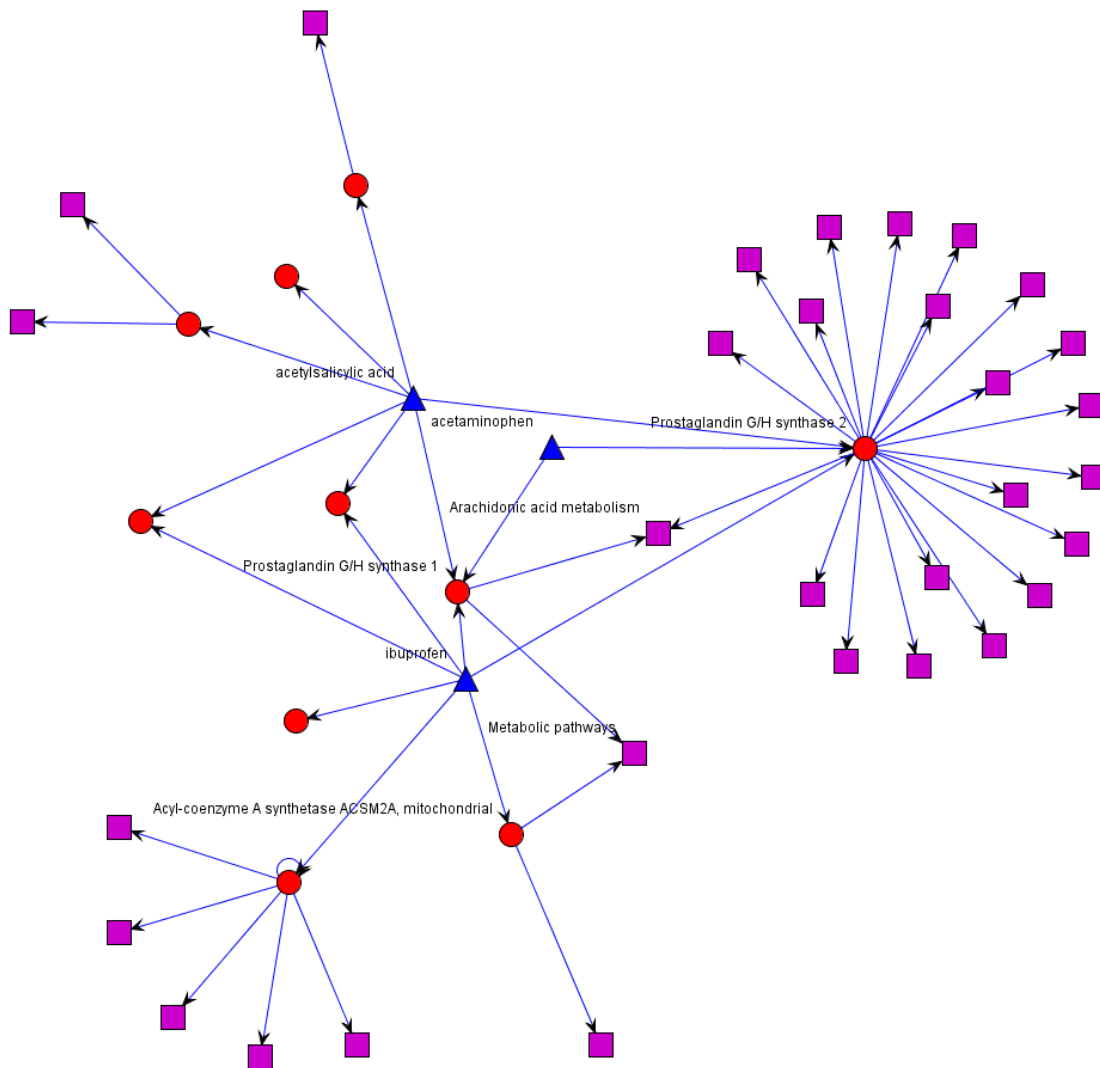 acetylsalicylic acid
acetaminophen
Prostaglandin G/H synthase 2
Arachidonic acid metabolism
Prostaglandin G/H synthase 1
ibuprofen
Metabolic pathways
Acyl-coenzyme A synthetase ACSM2A, mitochondrial